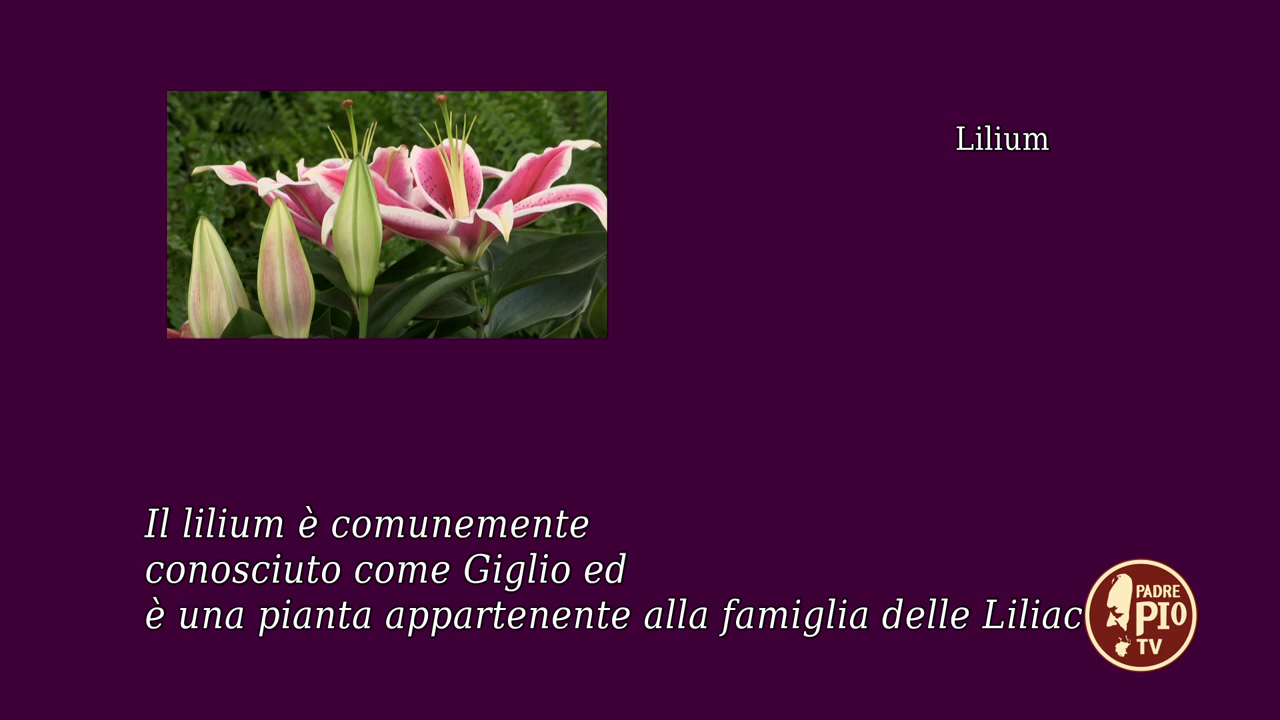 Lilium
Il lilium è comunemente
conosciuto come Giglio ed
è una pianta appartenente alla famiglia delle Liliac
PADRE
PIO
TV